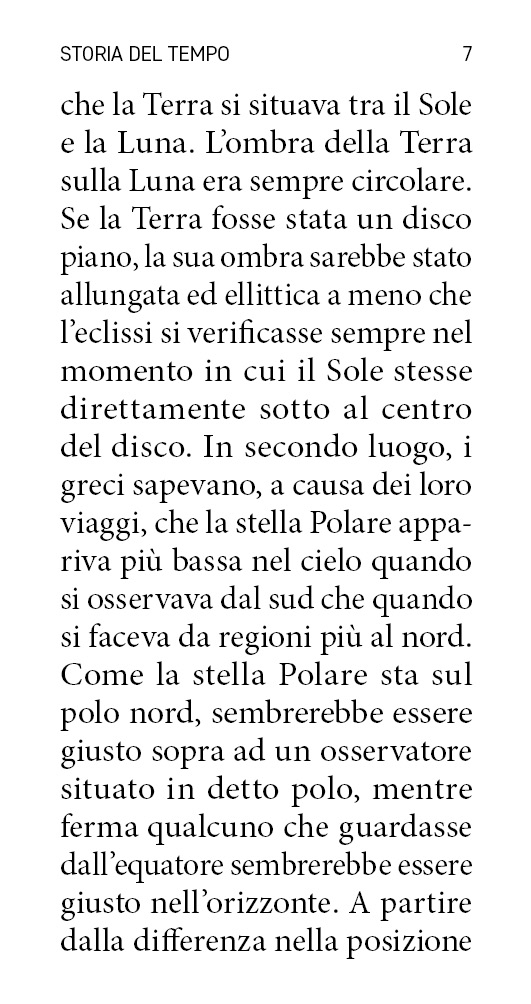 STORIA DEL TEMPO 7
che la Terra si situava tra il Sole
e la Luna. L’ombra della Terra
sulla Luna era sempre circolare.
Se la Terra fosse stata un disco
piano, la sua ombra sarebbe stato
allungata ed ellittica a meno che
l’eclissi si verificasse sempre nel
momento in cui il Sole stesse
direttamente sotto al centro
del disco. In secondo luogo, i
greci sapevano, a causa dei loro
viaggi, che la stella Polare appa-
riva più bassa nel cielo quando
si osservava dal sud che quando
si faceva da regioni più al nord.
Come la stella Polare sta sul
polo nord, sembrerebbe essere
giusto sopra ad un osservatore
situato in detto polo, mentre
ferma qualcuno che guardasse
dall’equatore sembrerebbe essere
giusto nell’orizzonte. A partire
dalla differenza nella posizione